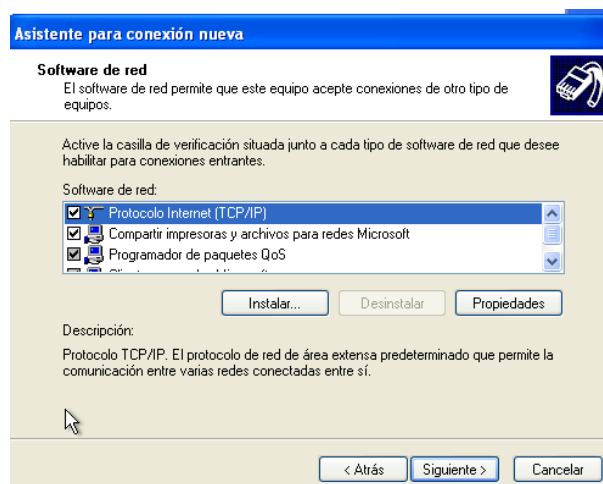 Asistente para conexión nueva
Software de red
El software de red permite que este equipo acepte conexiones de otro tipo de
equipos.
Active la casilla de verificación situada junto a cada tipo de software de red que desee
habilitar para conexiones entrantes.
Software de red:
Protocolo Internet (TCP/IP)
Compartir impresoras y archivos para redes Microsoft
Programador de paquetes QoS
Instalar... Desinstalar Propiedades
Descripción:
Protocolo TCP/IP. El protocolo de red de área extensa predeterminado que permite la
comunicación entre varias redes conectadas entre sí.
< Atrás Siguiente > Cancelar